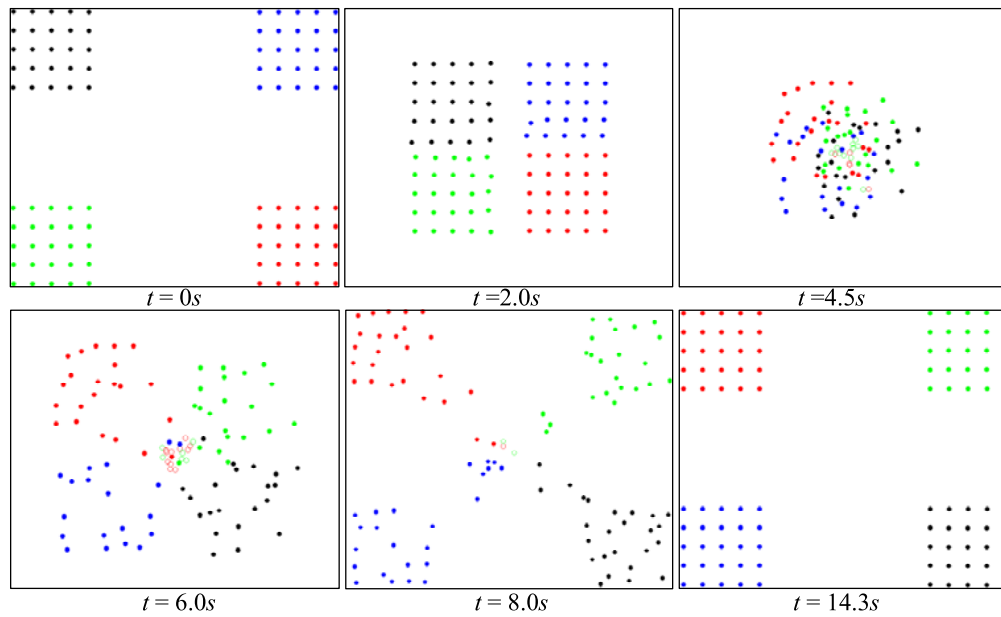 t = 0s
t =2.0s
t=4.5s
t = 6.0s
t = 8.0s
t = 14.3s